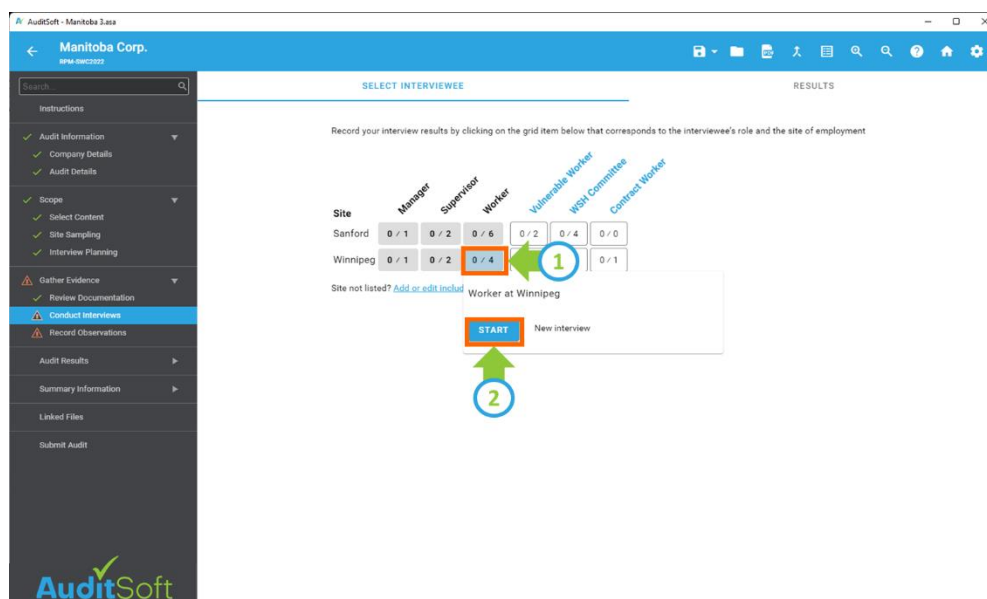 AuditSoft - Manitoba 3.asa
Manitoba Corp.
RPM-SWC2022
Search...
Instructions
Audit Information
Company Details
Audit Details
Scope
Select Content
Site Sampling
Interview Planning
Gather Evidence
Review Documentation
Conduct Interviews
Record Observations
Audit Results
Summary Information
Linked Files
Submit Audit
AuditSoft
SELECT INTERVIEWEE RESULTS
Record your interview results by clicking on the grid item below that corresponds to the interviewee's role and the site of employment
Site Manager Supervisor Worker Vulnerable Worker WSH Committee Contract Worker
Sanford 0 / 1 0 / 2 0 / 6 0 / 2 0 / 4 0 / 0
Winnipeg 0 / 1 0 / 2 0 / 4 1 0 / 1
Site not listed? Add or edit includ
Worker at Winnipeg
START New interview
2